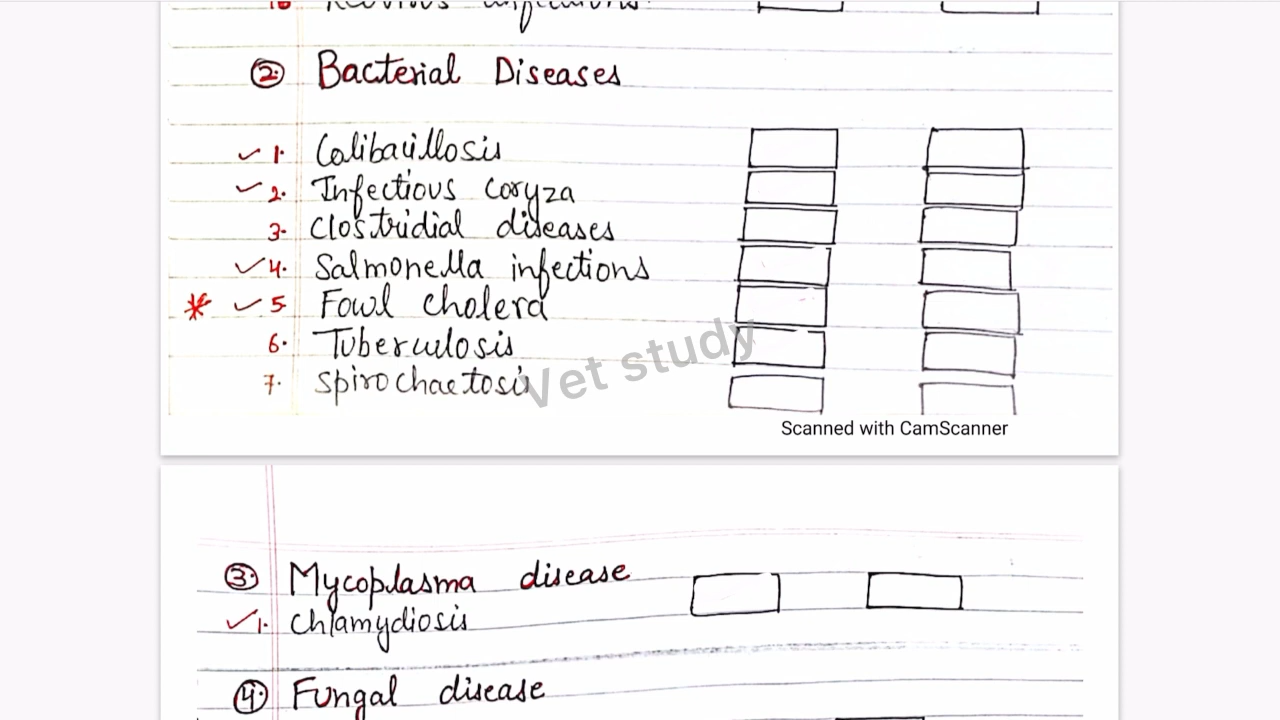 ② Bacterial Diseases
✓ 1. Colibacillosis
✓ 2. Infectious coryza
3. Clostridial diseases
✓ 4. Salmonella infections
* ✓ 5. Fowl cholera
6. Tuberculosis
7. Spirochaetosis
Vet study
Scanned with CamScanner
③ Mycoplasma disease
✓ 1. Chlamydiosis
④ Fungal disease